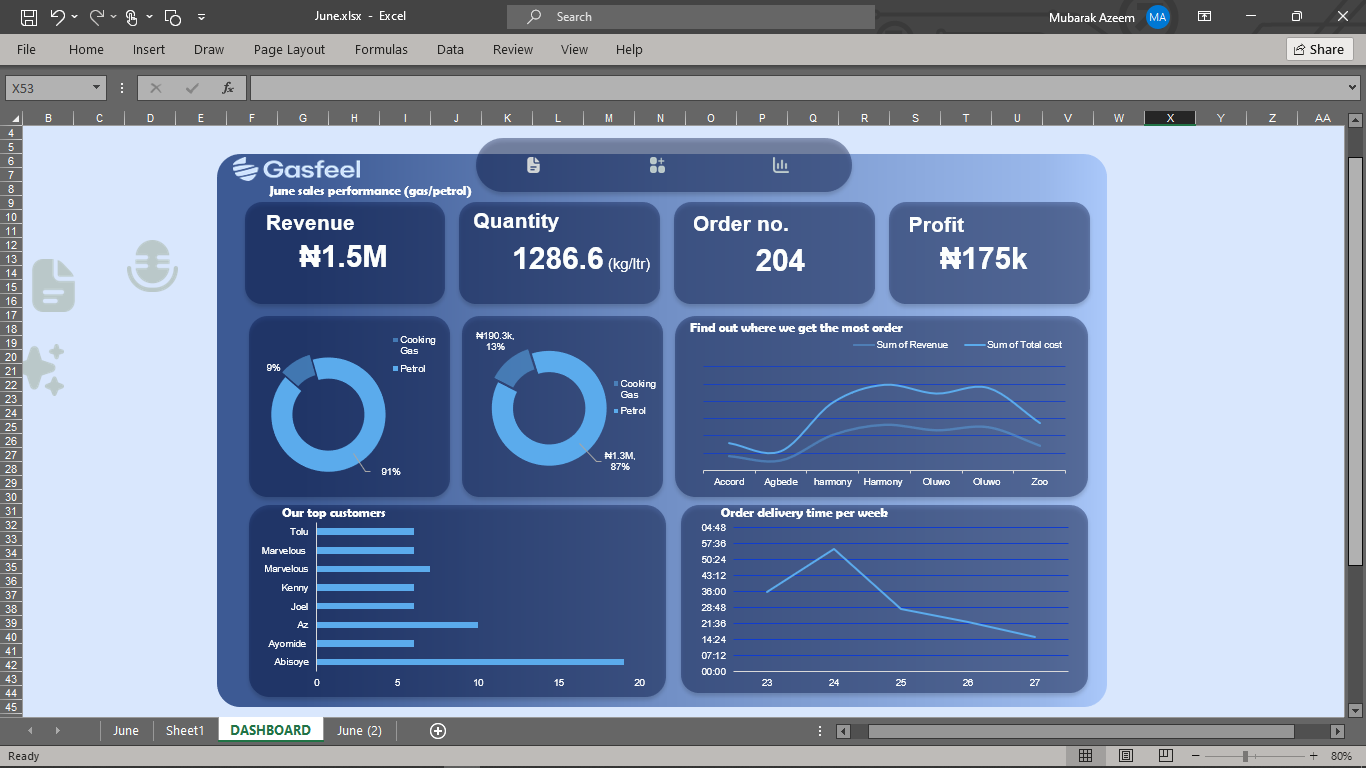 June.xlsx - Excel
Search
Mubarak Azeem
MA
File Home Insert Draw Page Layout Formulas Data Review View Help
Share
X53
fx
B C D E F G H I J K L M N O P Q R S T U V W X Y Z AA
4
5
6
7
8
9
10
11
12
13
14
15
16
17
18
19
20
21
22
23
24
25
26
27
28
29
30
31
32
33
34
35
36
37
38
39
40
41
42
43
44
45
Gasfeel
June sales performance (gas/petrol)
Revenue
₦1.5M
Quantity
1286.6 (kg/ltr)
Order no.
204
Profit
₦175k
9%
91%
Cooking
Gas
Petrol
₦190.3k,
13%
₦1.3M,
87%
Cooking
Gas
Petrol
Find out where we get the most order
Sum of Revenue
Sum of Total cost
Accord Agbede harmony Harmony Oluwo Oluwo Zoo
Our top customers
Tolu
Marvelous
Marvelous
Kenny
Joel
Az
Ayomide
Abisoye
0 5 10 15 20
Order delivery time per week
04:48
57:36
50:24
43:12
36:00
28:48
21:36
14:24
07:12
00:00
23 24 25 26 27
June Sheet1 DASHBOARD June (2)
Ready
80%